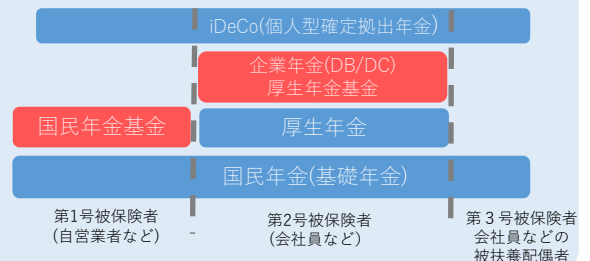 iDeCo(個人型確定拠出年金)
企業年金(DB/DC)
厚生年金基金
国民年金基金
厚生年金
国民年金(基礎年金)
第1号被保険者
(自営業者など)
-
第2号被保険者
(会社員など)
第３号被保険者
会社員などの
被扶養配偶者